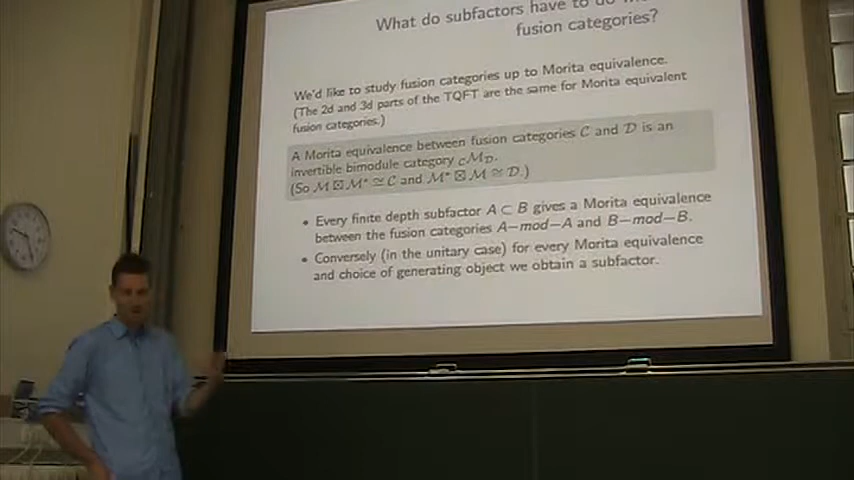 What do subfactors have to do
fusion categories?
We'd like to study fusion categories up to Morita equivalence.
(The 2d and 3d parts of the TQFT are the same for Morita equivalent
fusion categories.)
A Morita equivalence between fusion categories C and D is an
invertible bimodule category CMD.
(So M ⊠ M* ≅ C and M* ⊠ M ≅ D.)
• Every finite depth subfactor A ⊂ B gives a Morita equivalence
between the fusion categories A−mod−A and B−mod−B.
• Conversely (in the unitary case) for every Morita equivalence
and choice of generating object we obtain a subfactor.